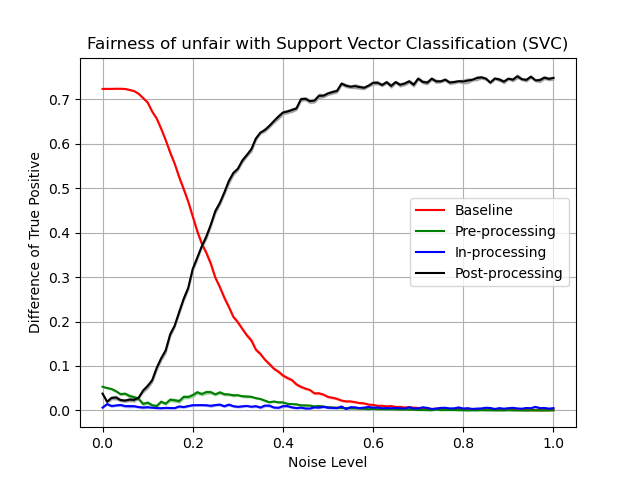 Fairness of unfair with Support Vector Classification (SVC)
Difference of True Positive
0.7
0.6
0.5
0.4
0.3
0.2
0.1
0.0
Baseline
Pre-processing
In-processing
Post-processing
0.0 0.2 0.4 0.6 0.8 1.0
Noise Level